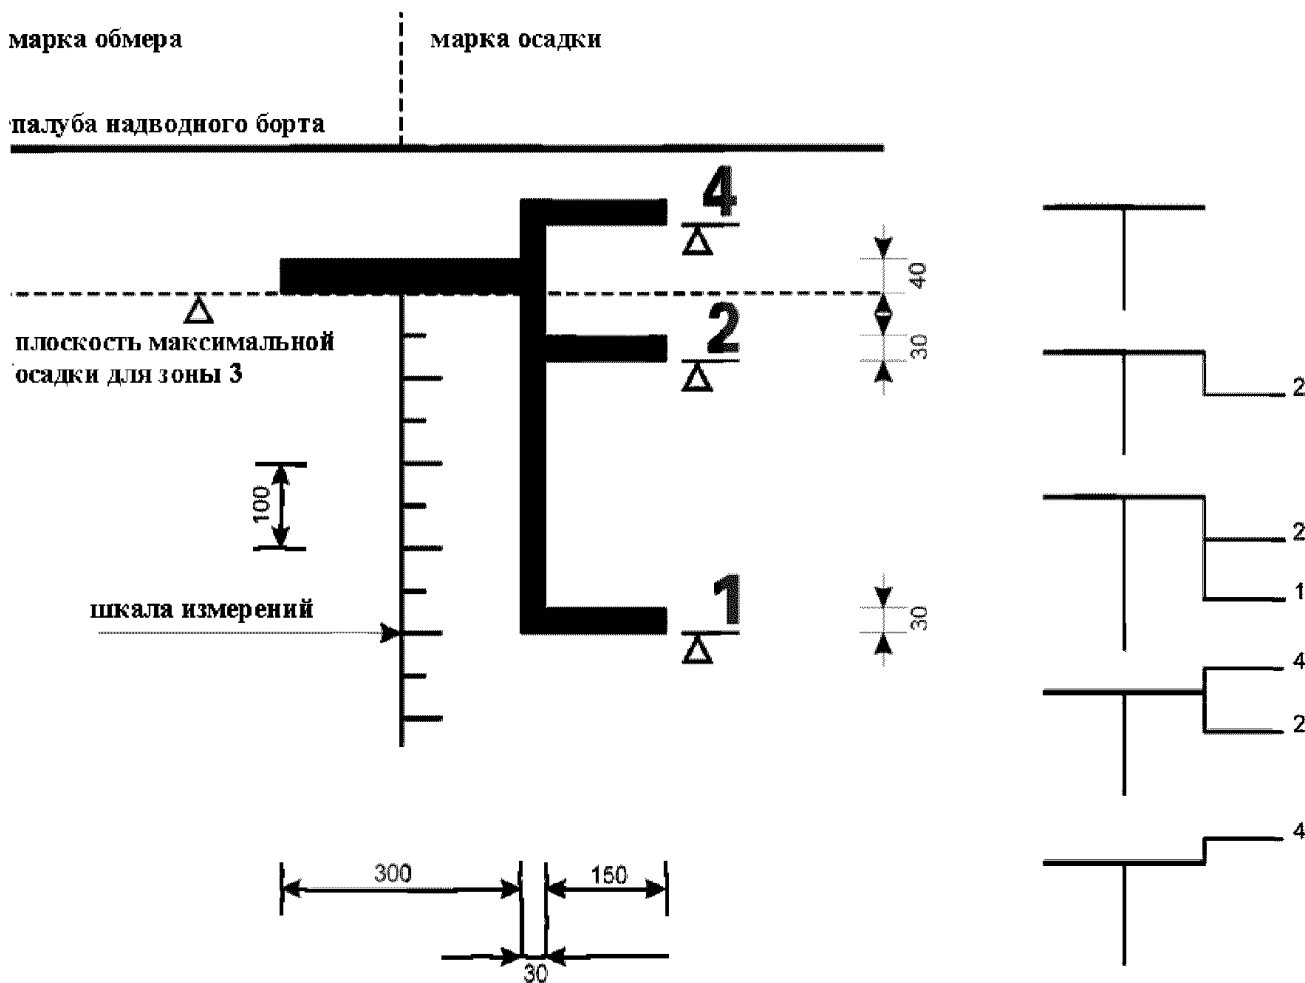 марка обмера
марка осадки
палуба надводного борта
4
40
2
30
плоскость максимальной
осадки для зоны 3
100
1
30
шкала измерений
300
150
30
2
2
1
4
2
4